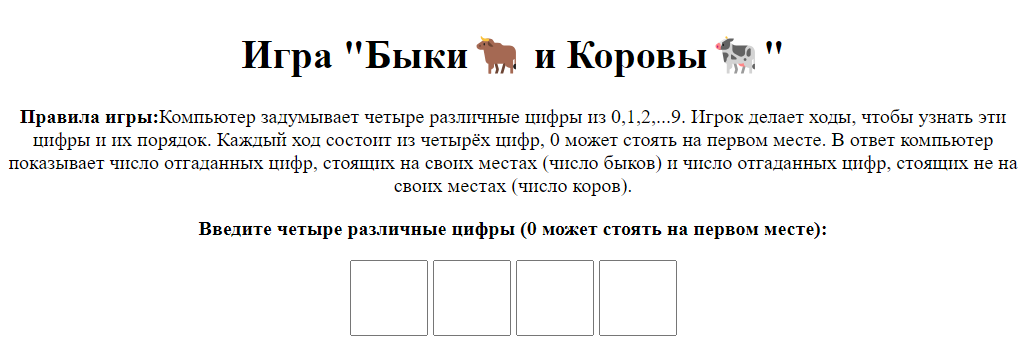 Игра "Быки🐂 и Коровы🐄"
Правила игры:Компьютер задумывает четыре различные цифры из 0,1,2,...9. Игрок делает ходы, чтобы узнать эти
цифры и их порядок. Каждый ход состоит из четырёх цифр, 0 может стоять на первом месте. В ответ компьютер
показывает число отгаданных цифр, стоящих на своих местах (число быков) и число отгаданных цифр, стоящих не на
своих местах (число коров).
Введите четыре различные цифры (0 может стоять на первом месте):